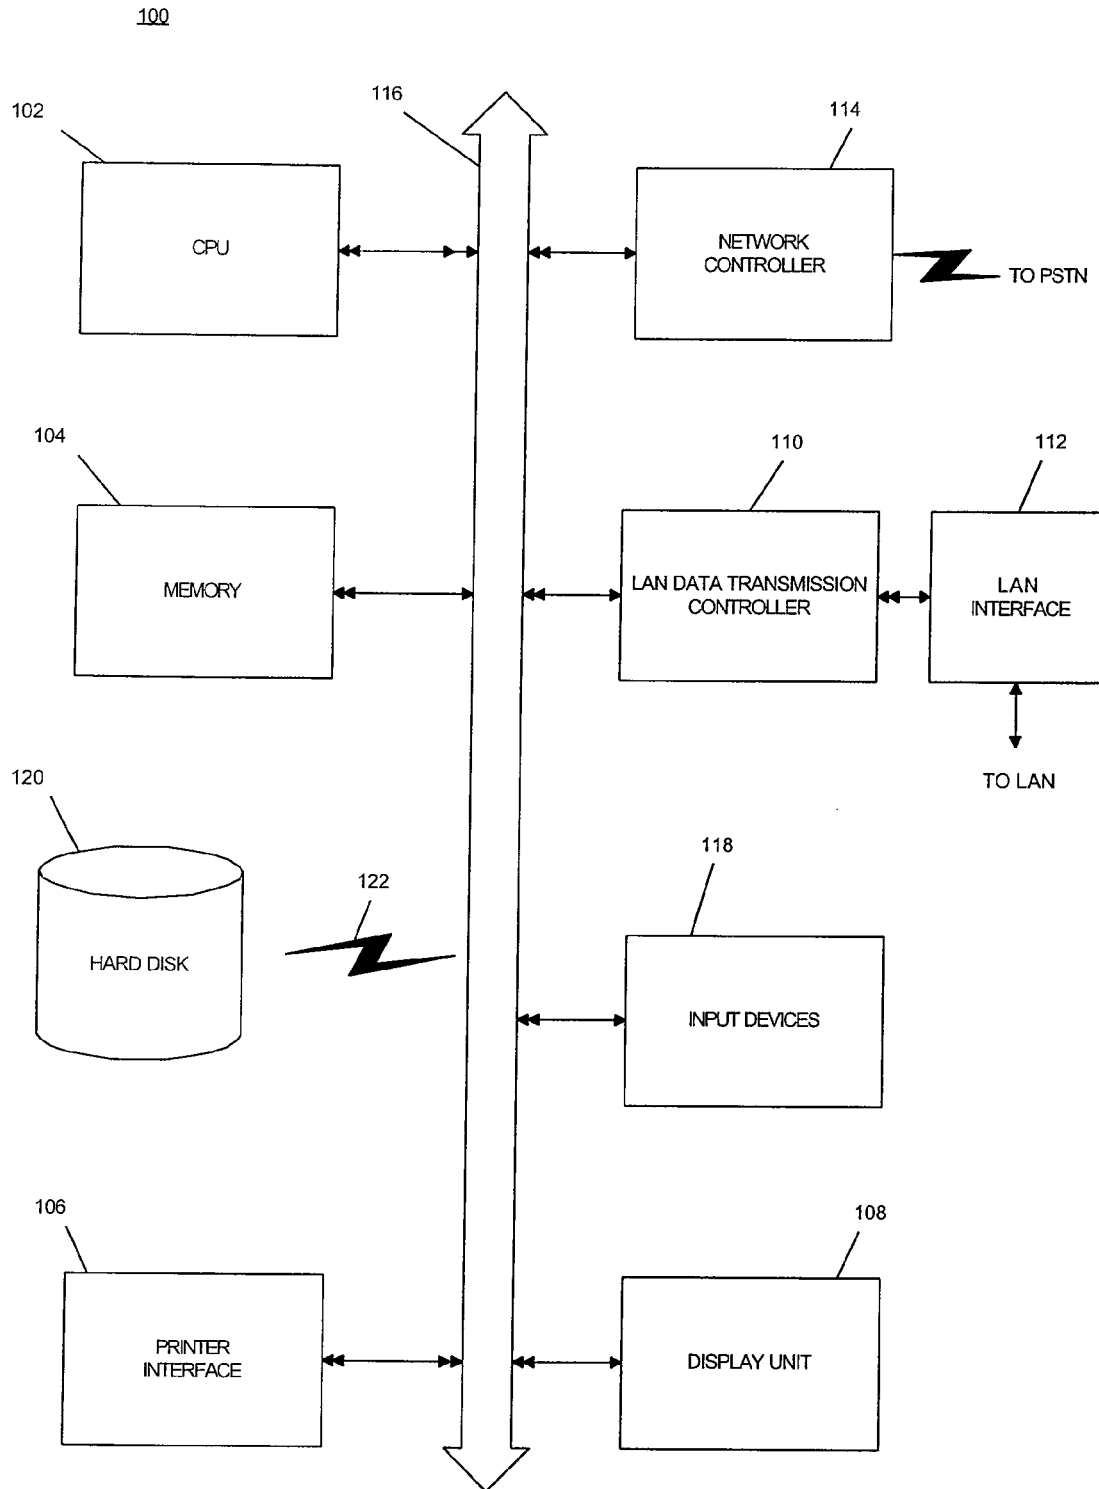 100
102
116
114
CPU
NETWORK
CONTROLLER
TO PSTN
104
110
112
MEMORY
LAN DATA TRANSMISSION
CONTROLLER
LAN
INTERFACE
TO LAN
120
118
122
HARD DISK
INPUT DEVICES
106
108
PRINTER
INTERFACE
DISPLAY UNIT